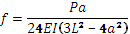 f = Pa / 24EI(3L² − 4a²)